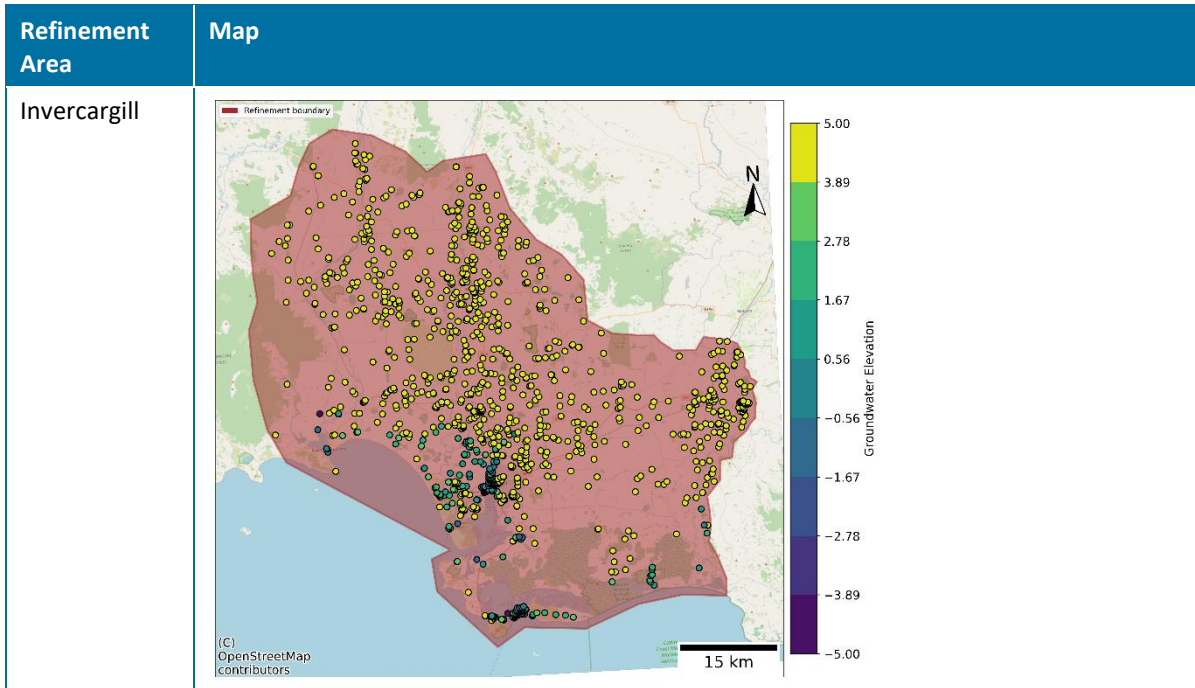 Refinement Area
Map
Invercargill
Refinement boundary
N
5.00
3.89
2.78
1.67
0.56
−0.56
−1.67
−2.78
−3.89
−5.00
Groundwater Elevation
(C)
OpenStreetMap
contributors
15 km